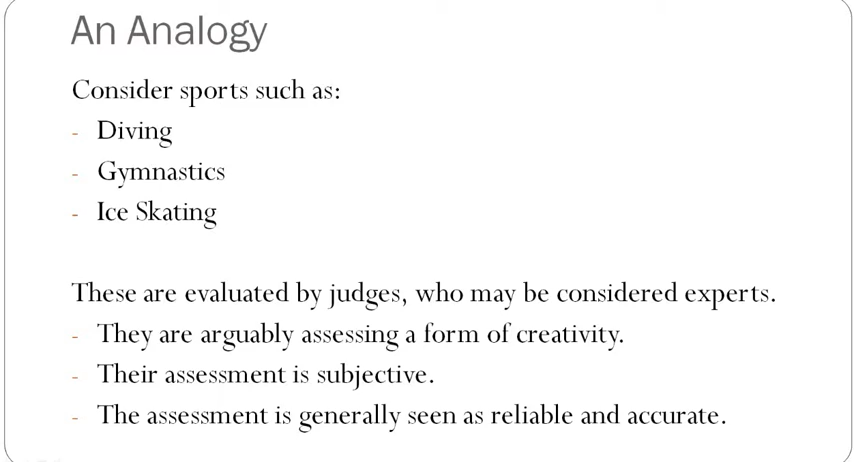 An Analogy
Consider sports such as:
- Diving
- Gymnastics
- Ice Skating
These are evaluated by judges, who may be considered experts.
- They are arguably assessing a form of creativity.
- Their assessment is subjective.
- The assessment is generally seen as reliable and accurate.